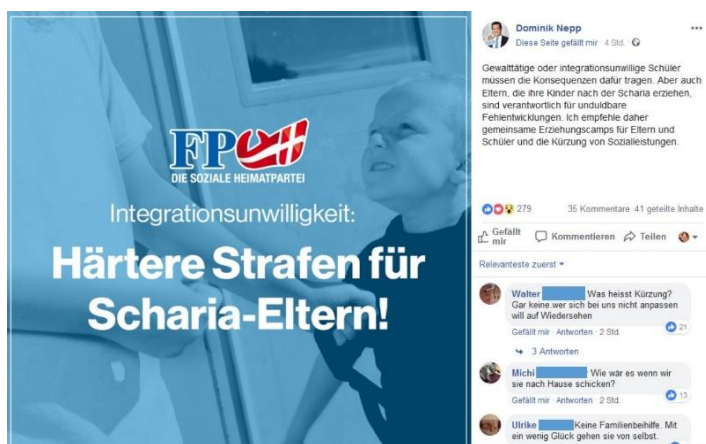 FPÖ
DIE SOZIALE HEIMATPARTEI
Integrationsunwilligkeit:
Härtere Strafen für
Scharia-Eltern!
Dominik Nepp
Diese Seite gefällt mir · 4 Std. ·
Gewalttätige oder integrationsunwillige Schüler
müssen die Konsequenzen dafür tragen. Aber auch
Eltern, die ihre Kinder nach der Scharia erziehen,
sind verantwortlich für unduldbare
Fehlentwicklungen. Ich empfehle daher
gemeinsame Erziehungscamps für Eltern und
Schüler und die Kürzung von Sozialleistungen.
279 35 Kommentare 41 geteilte Inhalte
Gefällt mir Kommentieren Teilen
Relevanteste zuerst
Walter Was heisst Kürzung?
Gar keine.wer sich bei uns nicht anpassen
will auf Wiedersehen
Gefällt mir · Antworten · 2 Std. 21
3 Antworten
Michi Wie wär es wenn wir
sie nach Hause schicken?
Gefällt mir · Antworten · 2 Std. 13
Ulrike Keine Familienbeihilfe. Mit
ein wenig Glück gehen sie von selbst.